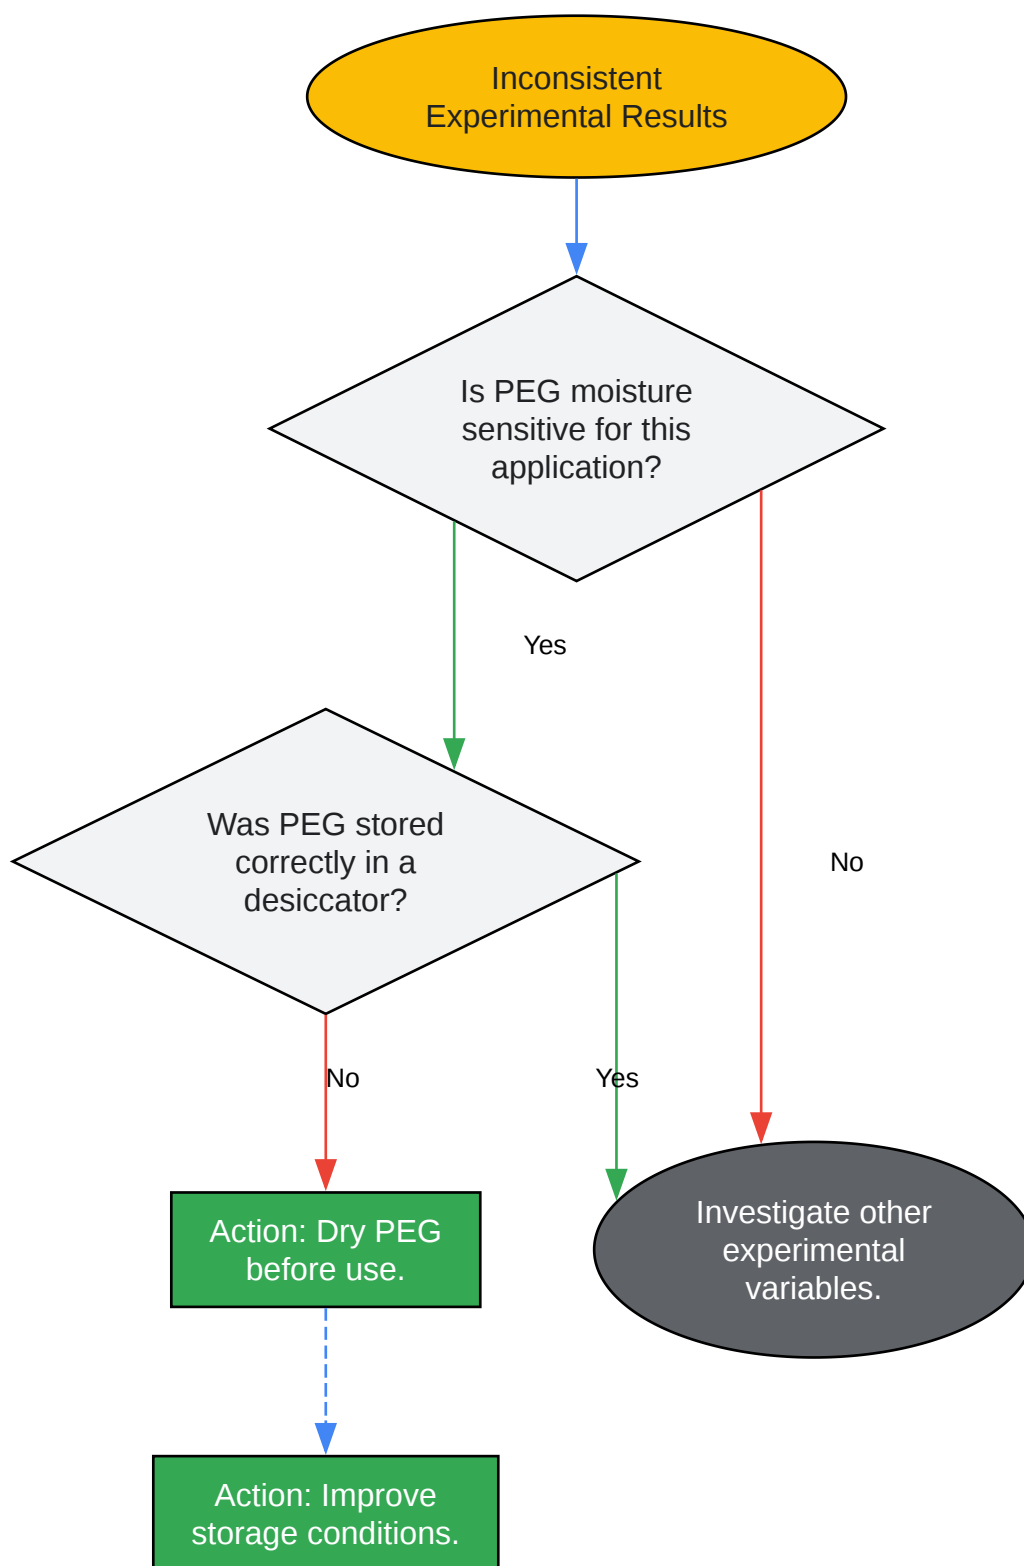 Inconsistent
Experimental Results
Is PEG moisture
sensitive for this
application?
Yes
Was PEG stored
correctly in a
desiccator?
No
No
Yes
Action: Dry PEG
before use.
Investigate other
experimental
variables.
Action: Improve
storage conditions.